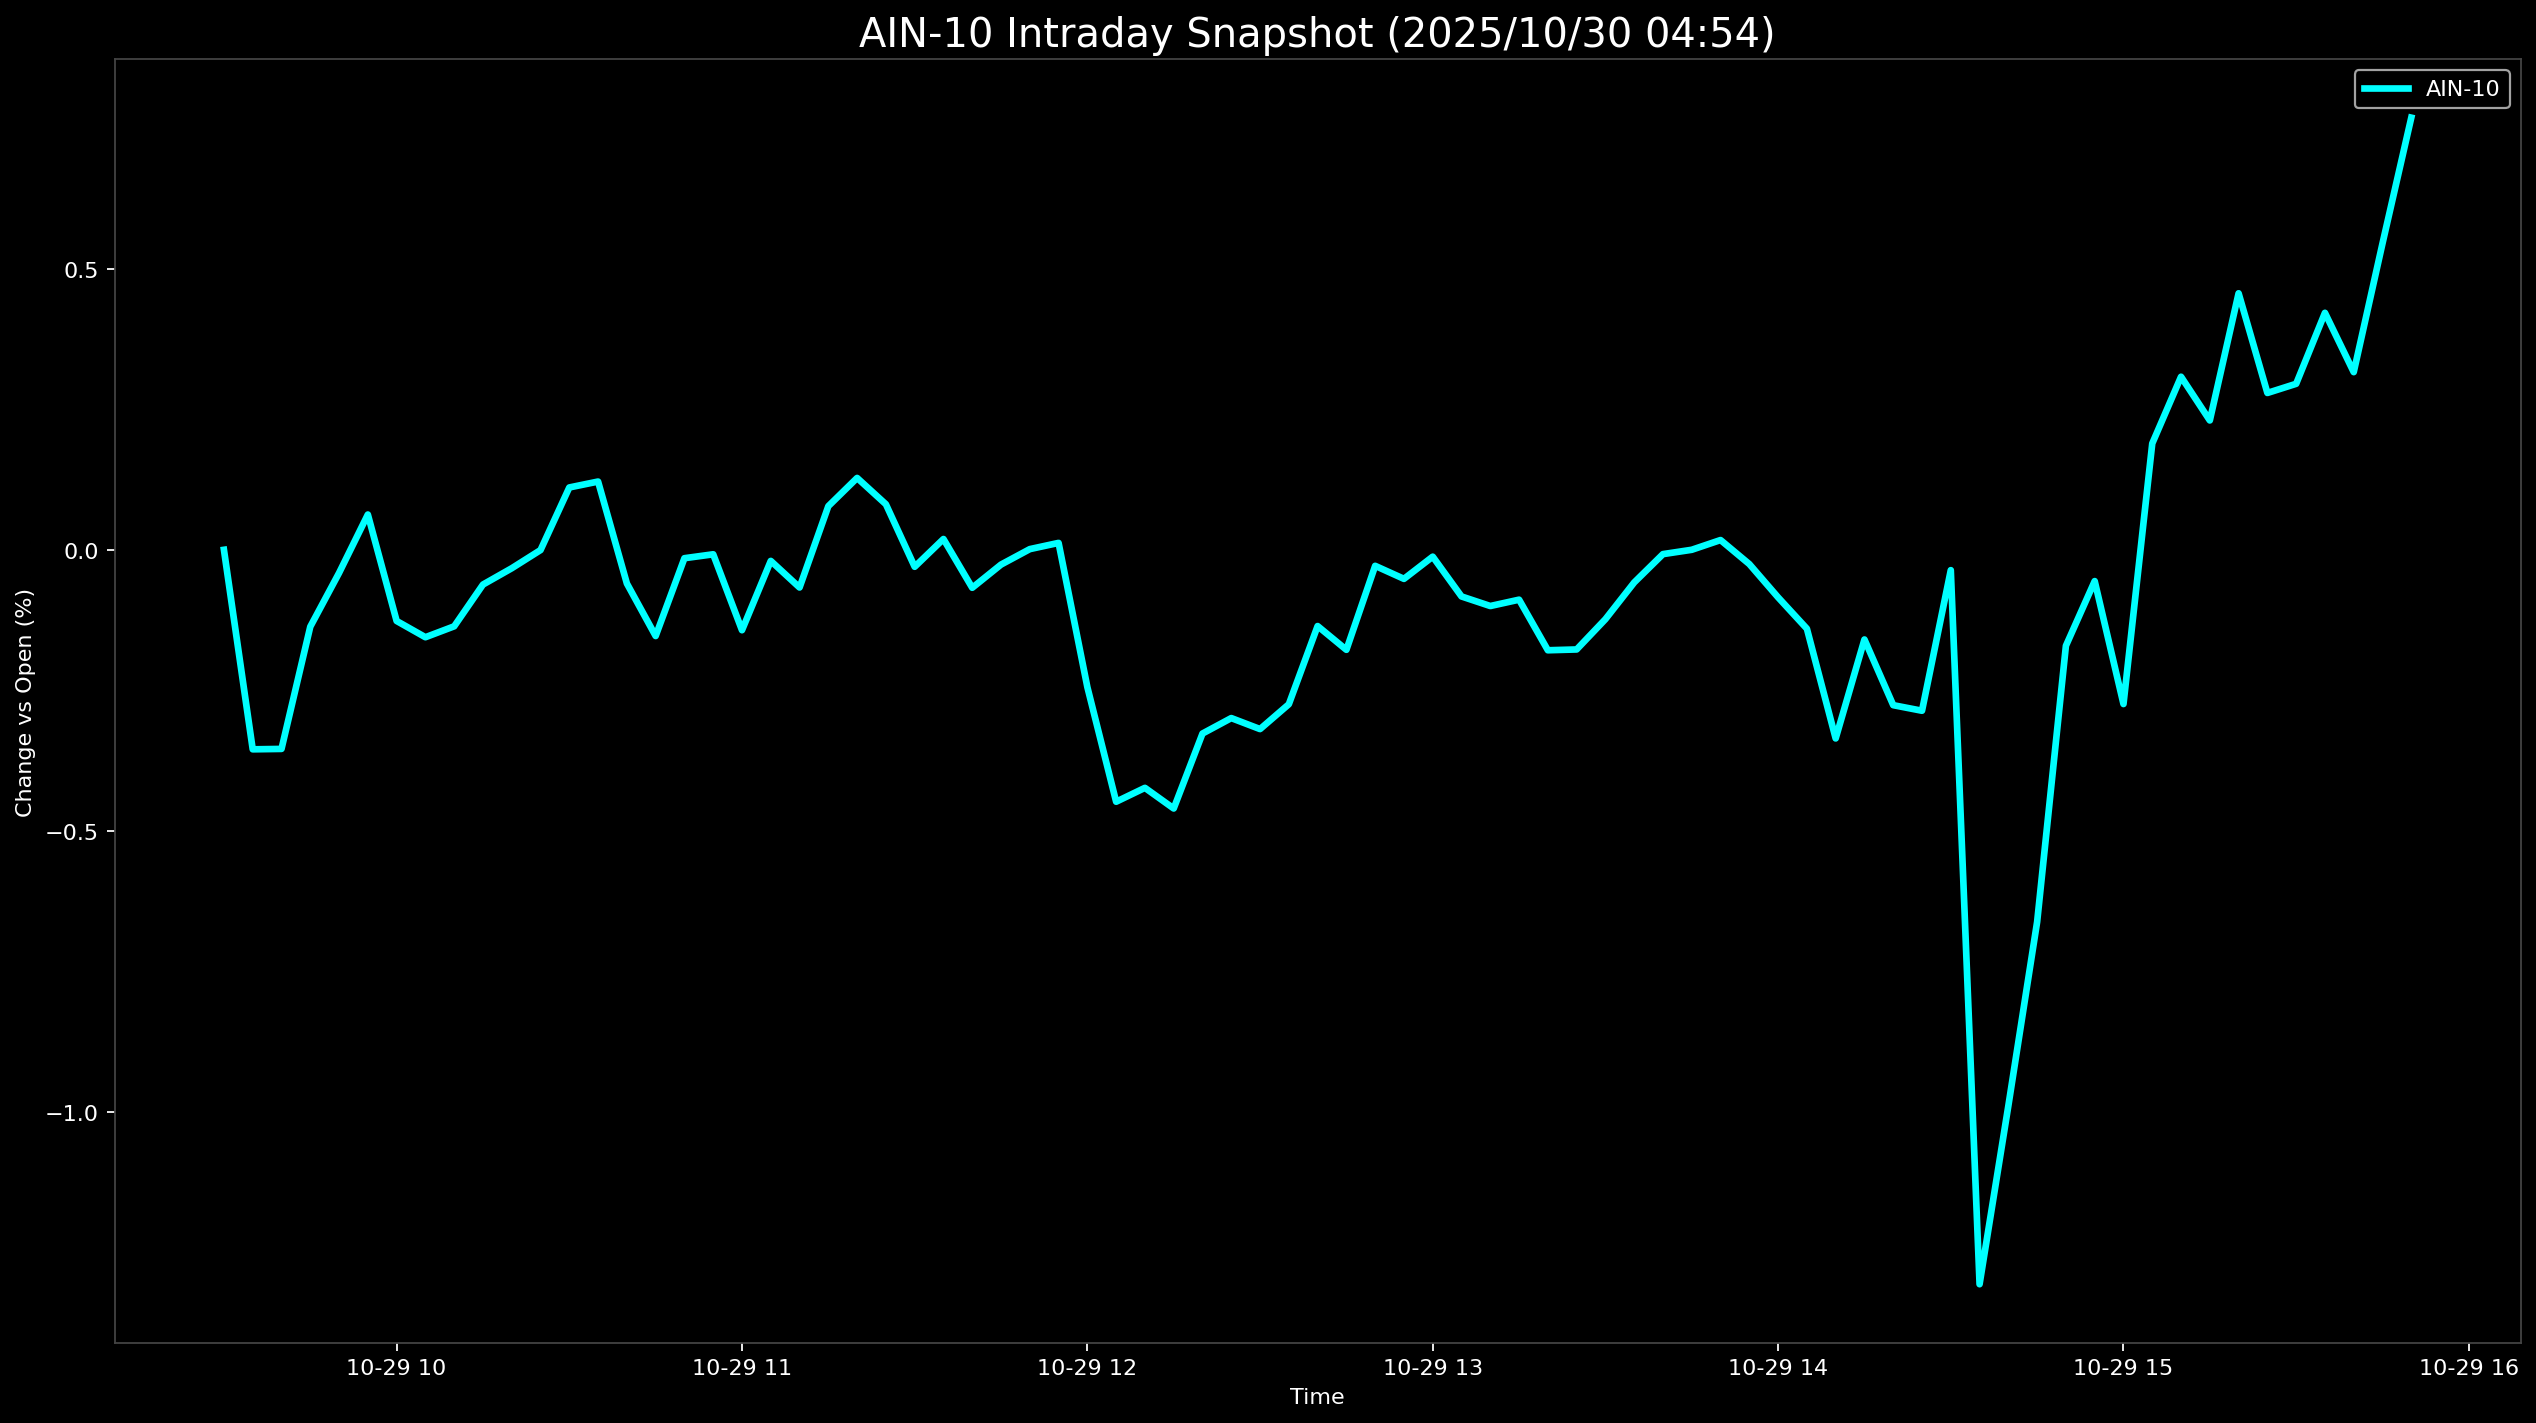 AIN-10 Intraday Snapshot (2025/10/30 04:54)
AIN-10
Change vs Open (%)
0.5
0.0
−0.5
−1.0
10-29 10
10-29 11
10-29 12
10-29 13
10-29 14
10-29 15
10-29 16
Time